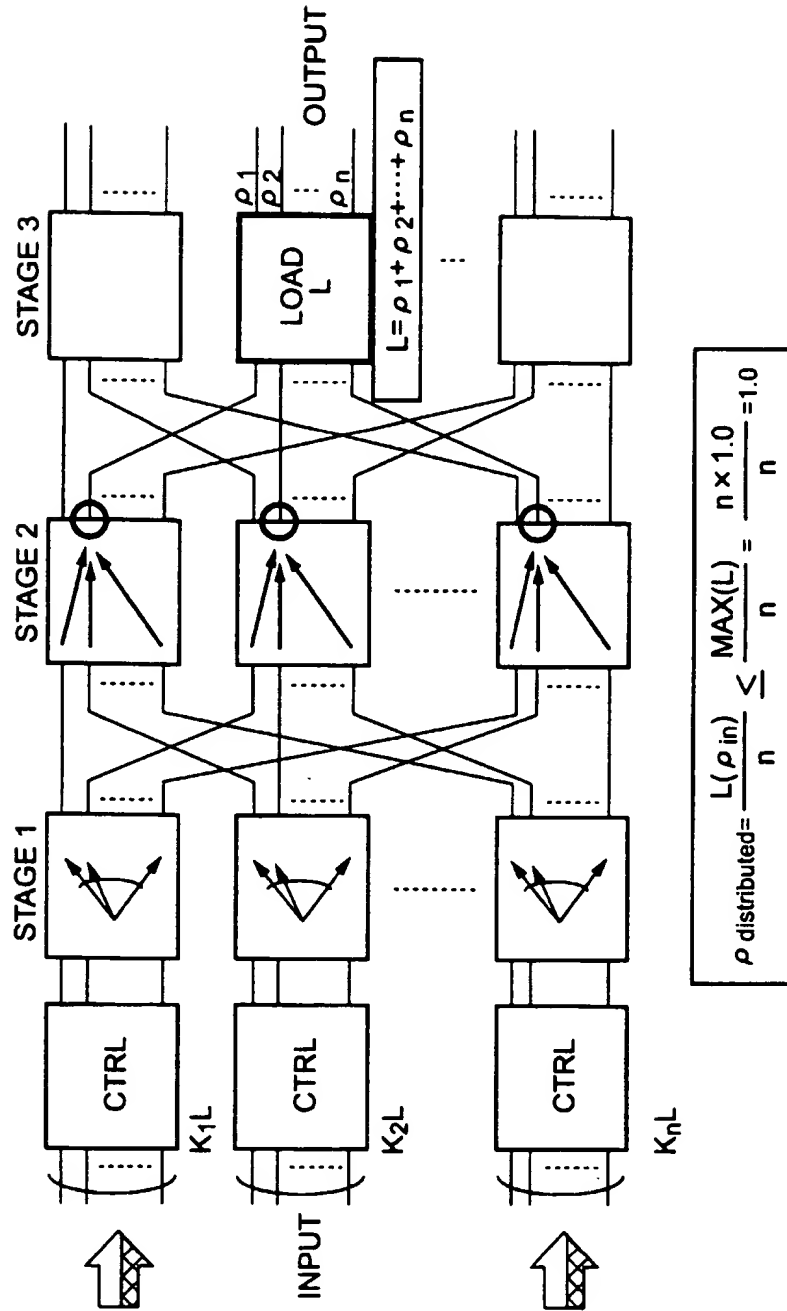 STAGE 1
STAGE 2
STAGE 3
INPUT
CTRL
K1L
CTRL
K2L
CTRL
KnL
LOAD
L
ρ1
ρ2
ρn
OUTPUT
L=ρ1+ρ2+⋯+ρn
ρ distributed= L(ρin)/n ≤ MAX(L)/n = n×1.0/n =1.0